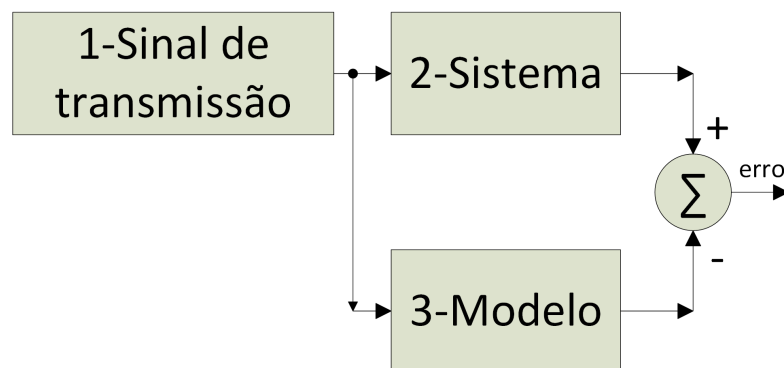 1-Sinal de
transmissão
2-Sistema
+
Σ
erro
-
3-Modelo